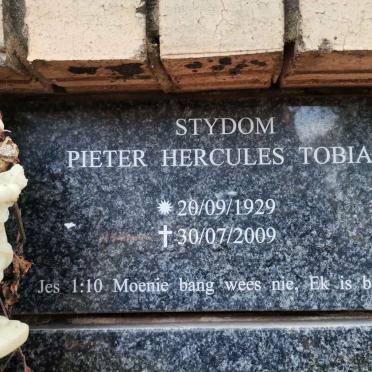 STYDOM
PIETER HERCULES TOBIA
20/09/1929
30/07/2009
Jes 1:10 Moenie bang wees nie, Ek is b